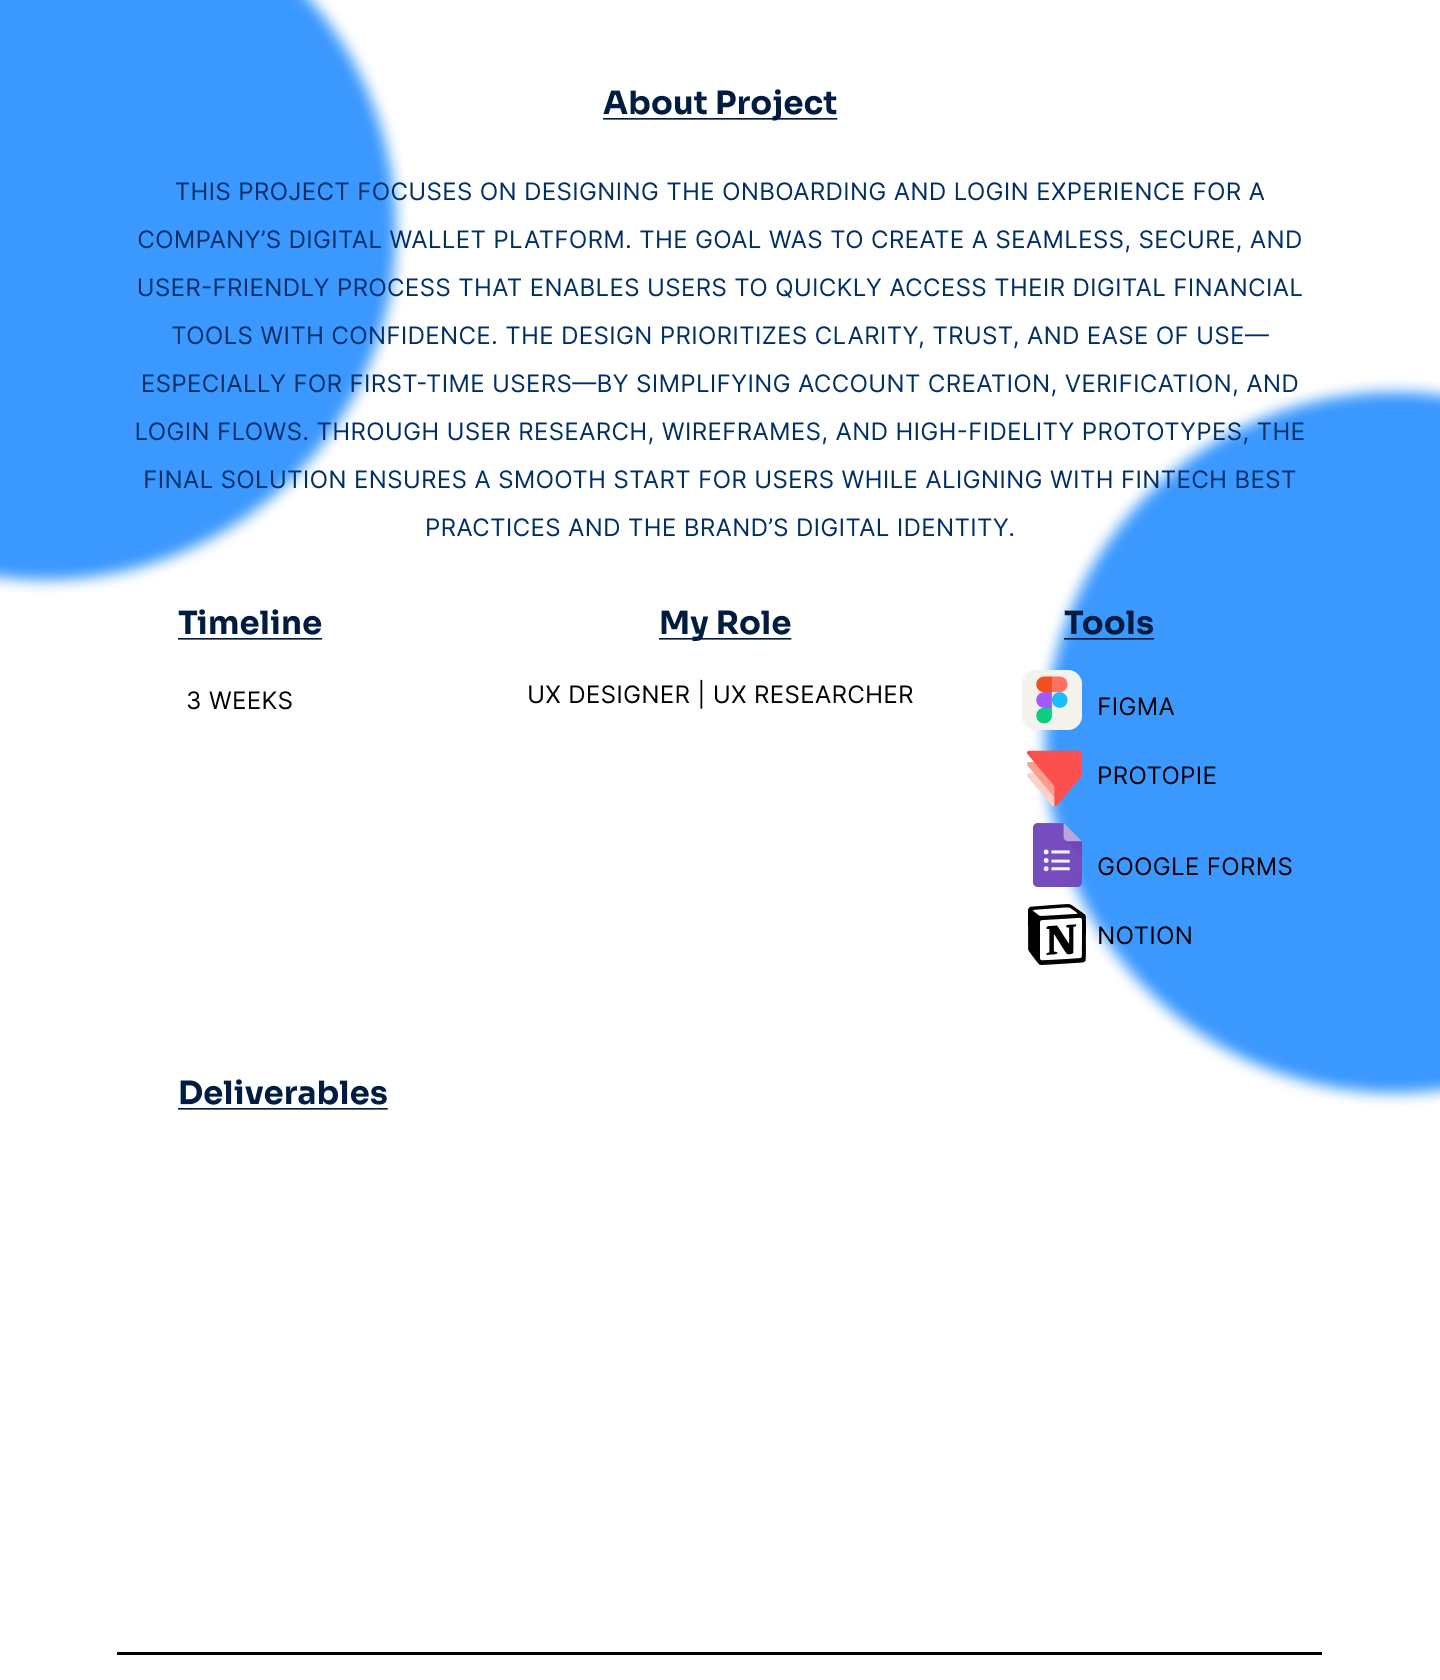 About Project
THIS PROJECT FOCUSES ON DESIGNING THE ONBOARDING AND LOGIN EXPERIENCE FOR A
COMPANY’S DIGITAL WALLET PLATFORM. THE GOAL WAS TO CREATE A SEAMLESS, SECURE, AND
USER-FRIENDLY PROCESS THAT ENABLES USERS TO QUICKLY ACCESS THEIR DIGITAL FINANCIAL
TOOLS WITH CONFIDENCE. THE DESIGN PRIORITIZES CLARITY, TRUST, AND EASE OF USE—
ESPECIALLY FOR FIRST-TIME USERS—BY SIMPLIFYING ACCOUNT CREATION, VERIFICATION, AND
LOGIN FLOWS. THROUGH USER RESEARCH, WIREFRAMES, AND HIGH-FIDELITY PROTOTYPES, THE
FINAL SOLUTION ENSURES A SMOOTH START FOR USERS WHILE ALIGNING WITH FINTECH BEST
PRACTICES AND THE BRAND’S DIGITAL IDENTITY.
Timeline
3 WEEKS
My Role
UX DESIGNER | UX RESEARCHER
Tools
FIGMA
PROTOPIE
GOOGLE FORMS
N NOTION
Deliverables